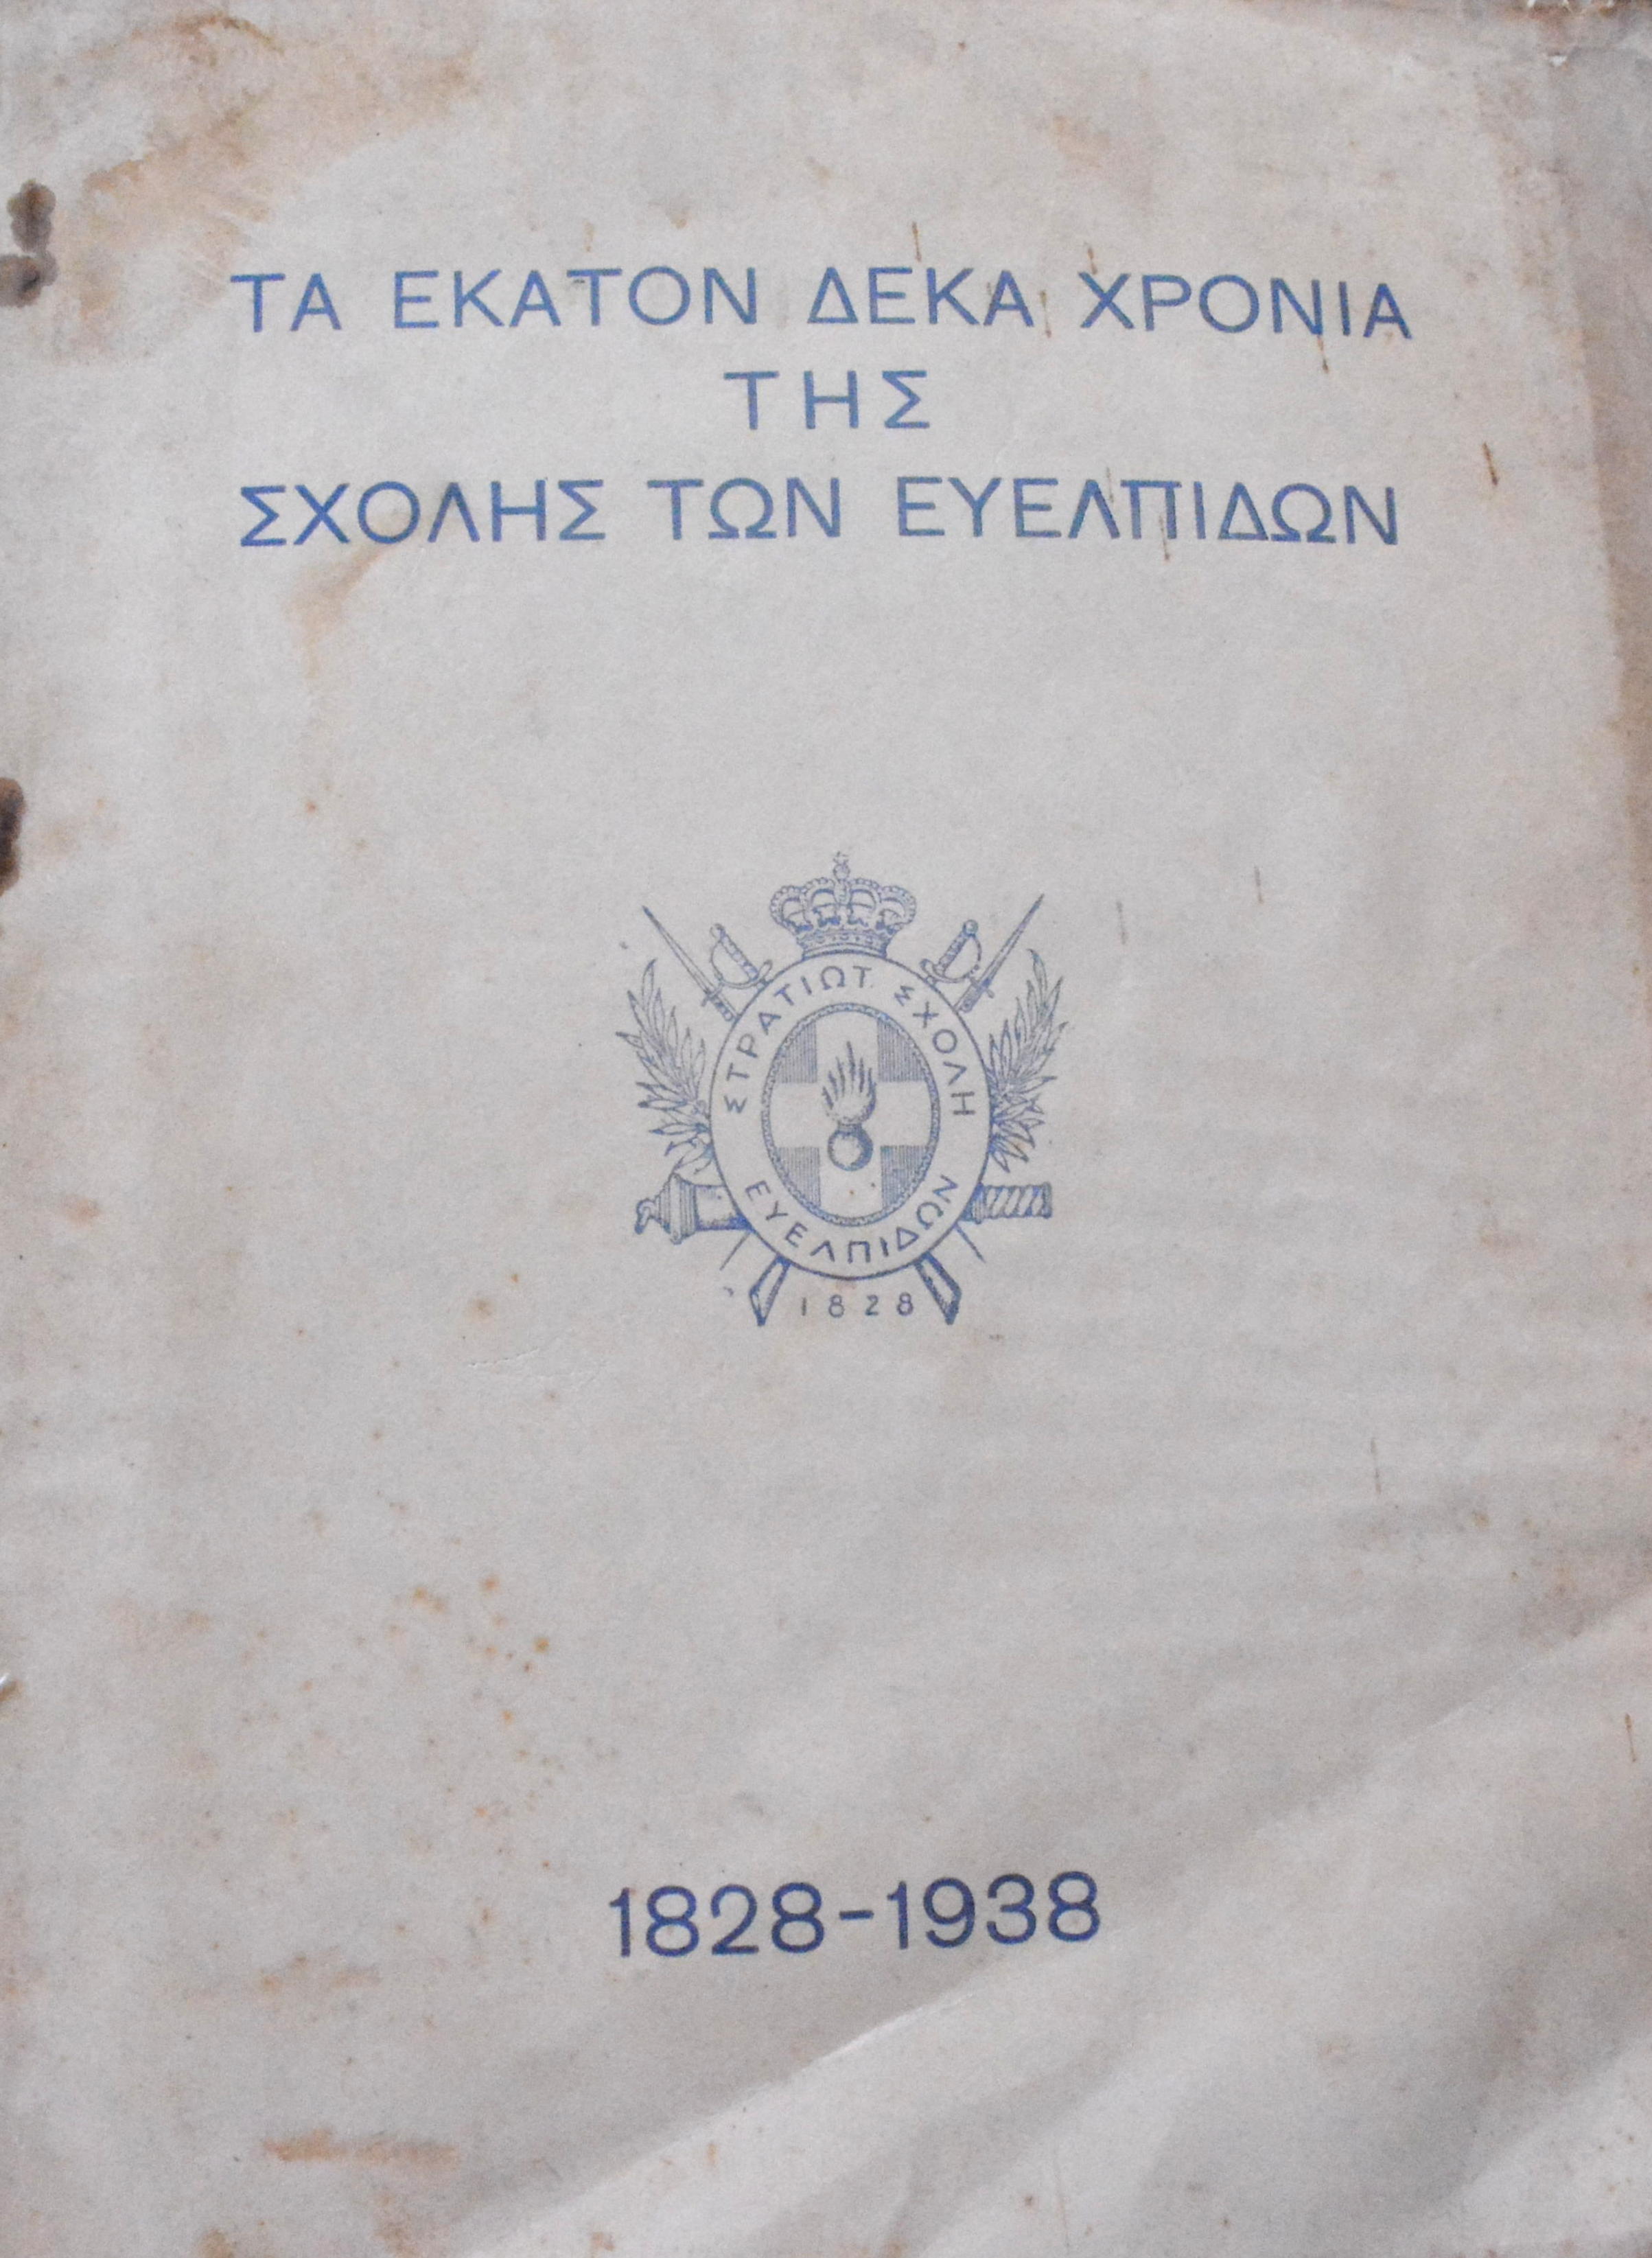 ΤΑ ΕΚΑΤΟΝ ΔΕΚΑ ΧΡΟΝΙΑ
ΤΗΣ
ΣΧΟΛΗΣ ΤΩΝ ΕΥΕΛΠΙΔΩΝ
ΣΤΡΑΤΙΩΤ. ΣΧΟΛΗ
ΕΥΕΛΠΙΔΩΝ
1828
1828-1938